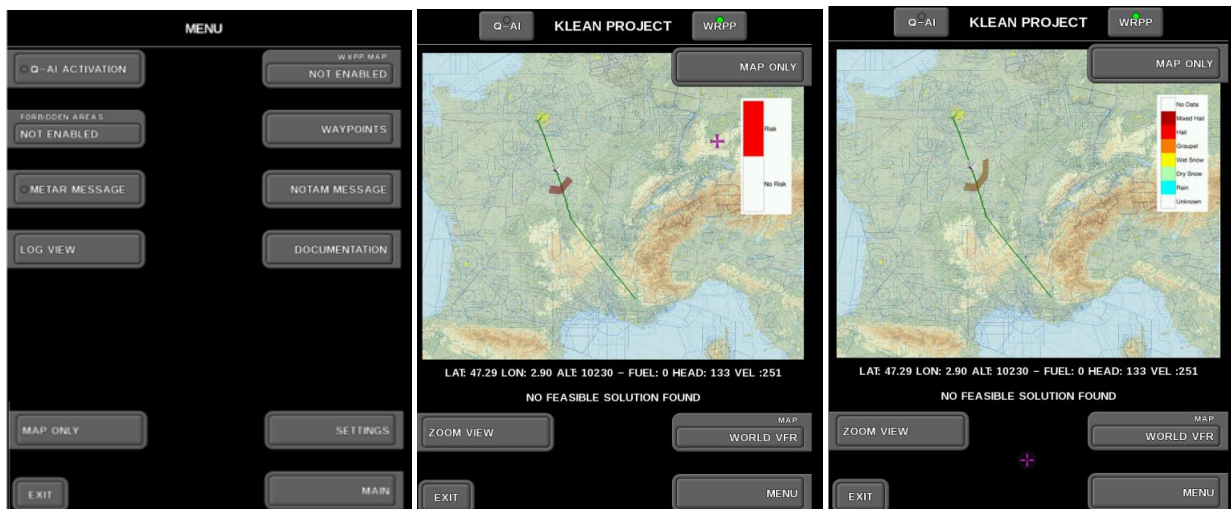 MENU
Q-AI ACTIVATION
WXPP MAP
NOT ENABLED
FORBIDDEN AREAS
NOT ENABLED
WAYPOINTS
METAR MESSAGE
NOTAM MESSAGE
LOG VIEW
DOCUMENTATION
MAP ONLY
SETTINGS
EXIT
MAIN
Q-AI
KLEAN PROJECT
WRPP
MAP ONLY
Risk
No Risk
LAT: 47.29 LON: 2.90 ALT: 10230 – FUEL: 0 HEAD: 133 VEL :251
NO FEASIBLE SOLUTION FOUND
ZOOM VIEW
MAP
WORLD VFR
EXIT
MENU
Q-AI
KLEAN PROJECT
WRPP
MAP ONLY
No Data
Mixed Hail
Hail
Graupel
Wet Snow
Dry Snow
Rain
Unknown
LAT: 47.29 LON: 2.90 ALT: 10230 – FUEL: 0 HEAD: 133 VEL :251
NO FEASIBLE SOLUTION FOUND
ZOOM VIEW
MAP
WORLD VFR
EXIT
MENU